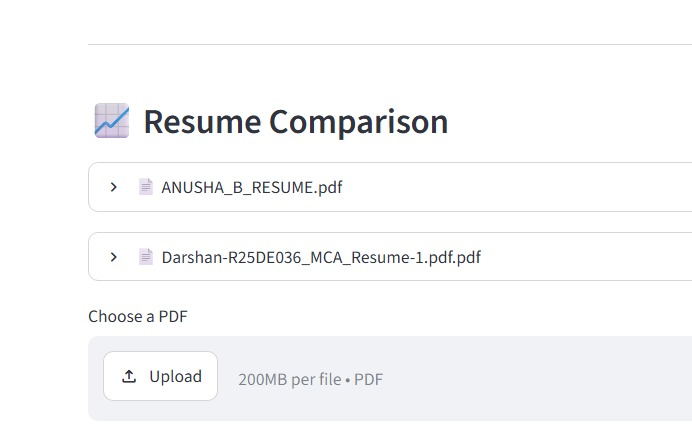 Resume Comparison
ANUSHA_B_RESUME.pdf
Darshan-R25DE036_MCA_Resume-1.pdf.pdf
Choose a PDF
Upload 200MB per file • PDF